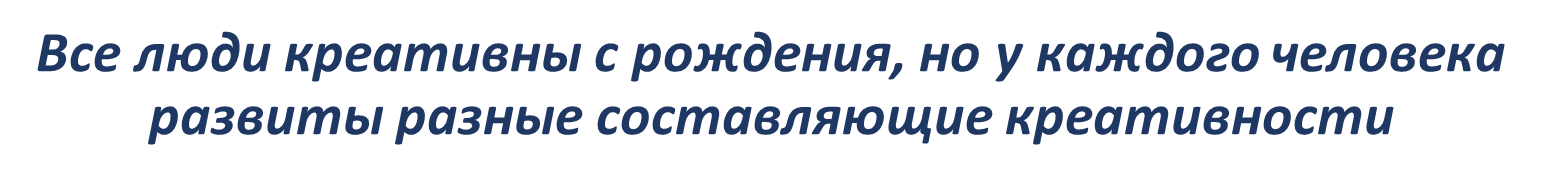 Все люди креативны с рождения, но у каждого человека
развиты разные составляющие креативности